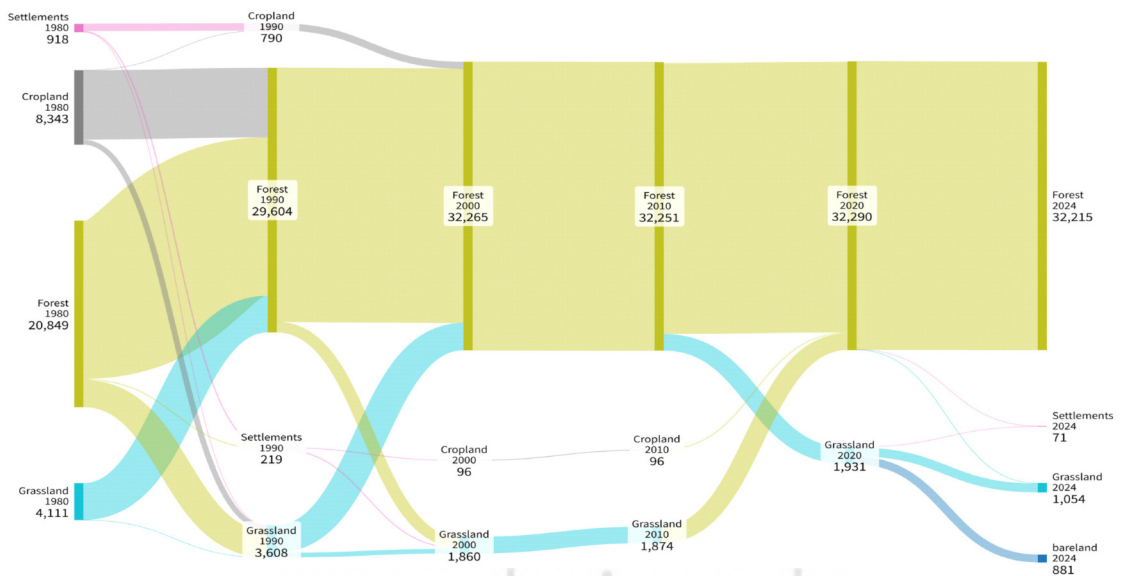 Settlements
1980
918
Cropland
1980
8,343
Forest
1980
20,849
Grassland
1980
4,111
Cropland
1990
790
Forest
1990
29,604
Settlements
1990
219
Grassland
1990
3,608
Forest
2000
32,265
Cropland
2000
96
Grassland
2000
1,860
Forest
2010
32,251
Cropland
2010
96
Grassland
2010
1,874
Forest
2020
32,290
Grassland
2020
1,931
Forest
2024
32,215
Settlements
2024
71
Grassland
2024
1,054
bareland
2024
881